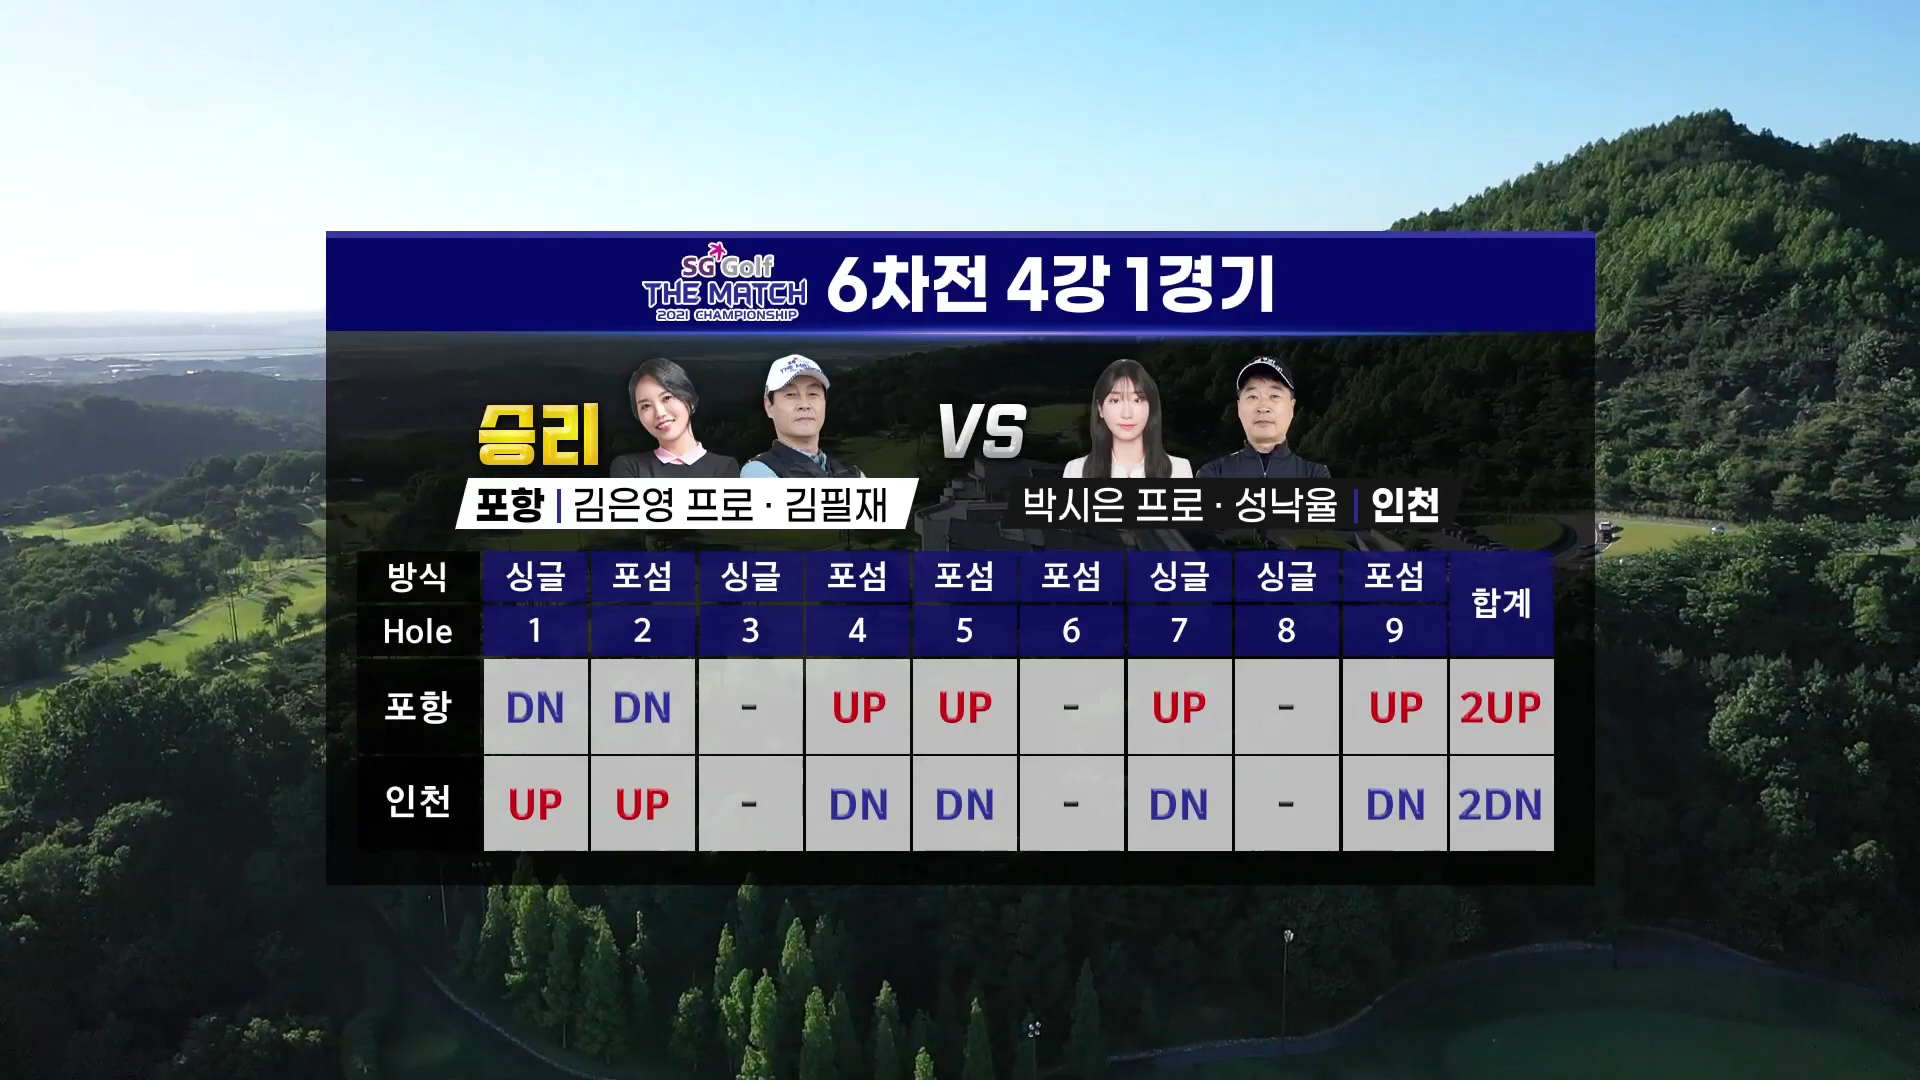 SG Golf
THE MATCH
2021 CHAMPIONSHIP
6차전 4강 1경기
승리
VS
포항 | 김은영 프로 · 김필재
박시은 프로 · 성낙율 | 인천
방식 싱글 포섬 싱글 포섬 포섬 포섬 싱글 싱글 포섬 합계
Hole 1 2 3 4 5 6 7 8 9
포항 DN DN - UP UP - UP - UP 2UP
인천 UP UP - DN DN - DN - DN 2DN